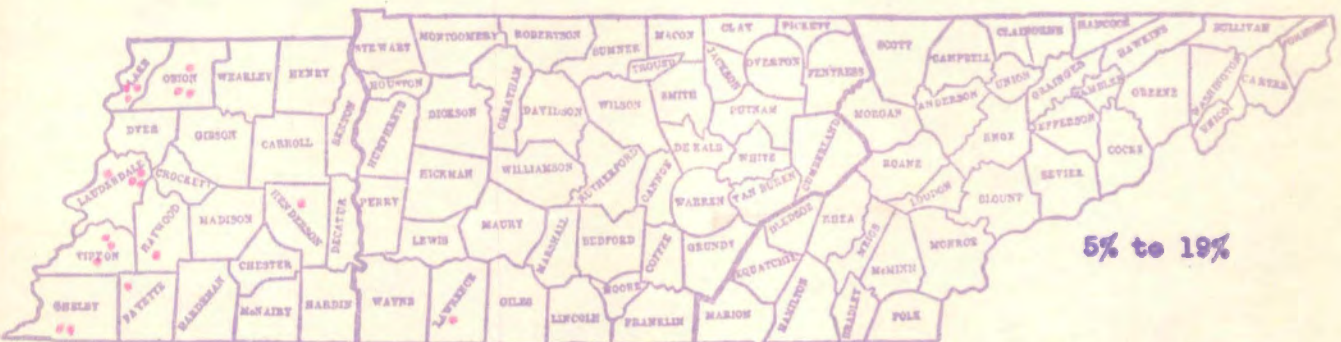 STEWART MONTGOMERY ROBERTSON SUMNER MACON CLAY PICKETT SCOTT CAMPBELL CLAIBORNE HANCOCK HAWKINS SULLIVAN JOHNSON
LAKE OBION WEAKLEY HENRY HOUSTON CHEATHAM TROUSDALE JACKSON OVERTON FENTRESS UNION GRAINGER HAMBLEN GREENE WASHINGTON UNICOI CARTER
DYER GIBSON CARROLL BENTON HUMPHREYS DICKSON DAVIDSON WILSON SMITH PUTNAM MORGAN ANDERSON KNOX JEFFERSON COCKE
LAUDERDALE CROCKETT HICKMAN WILLIAMSON RUTHERFORD CANNON DE KALB WHITE CUMBERLAND ROANE LOUDON BLOUNT SEVIER
TIPTON HAYWOOD MADISON HENDERSON DECATUR PERRY LEWIS MAURY MARSHALL BEDFORD COFFEE WARREN VAN BUREN GRUNDY BLEDSOE RHEA MEIGS McMINN MONROE
SHELBY FAYETTE HARDEMAN CHESTER McNAIRY HARDIN WAYNE LAWRENCE GILES LINCOLN MOORE FRANKLIN MARION SEQUATCHIE HAMILTON BRADLEY POLK
5% to 19%